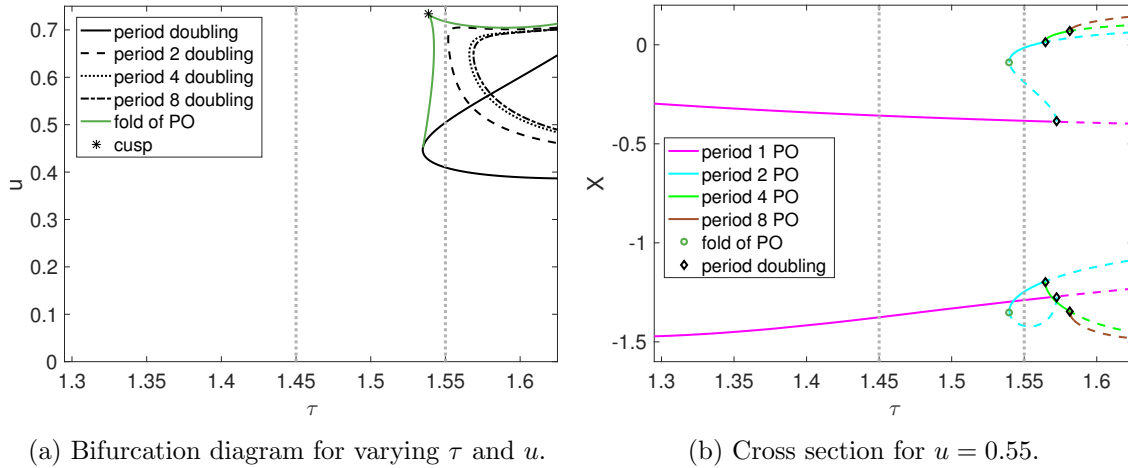 0.7
0.6
0.5
0.4
0.3
0.2
0.1
0
u
period doubling
period 2 doubling
period 4 doubling
period 8 doubling
fold of PO
cusp
1.3 1.35 1.4 1.45 1.5 1.55 1.6
τ
(a) Bifurcation diagram for varying τ and u.
0
-0.5
-1
-1.5
X
period 1 PO
period 2 PO
period 4 PO
period 8 PO
fold of PO
period doubling
1.3 1.35 1.4 1.45 1.5 1.55 1.6
τ
(b) Cross section for u = 0.55.